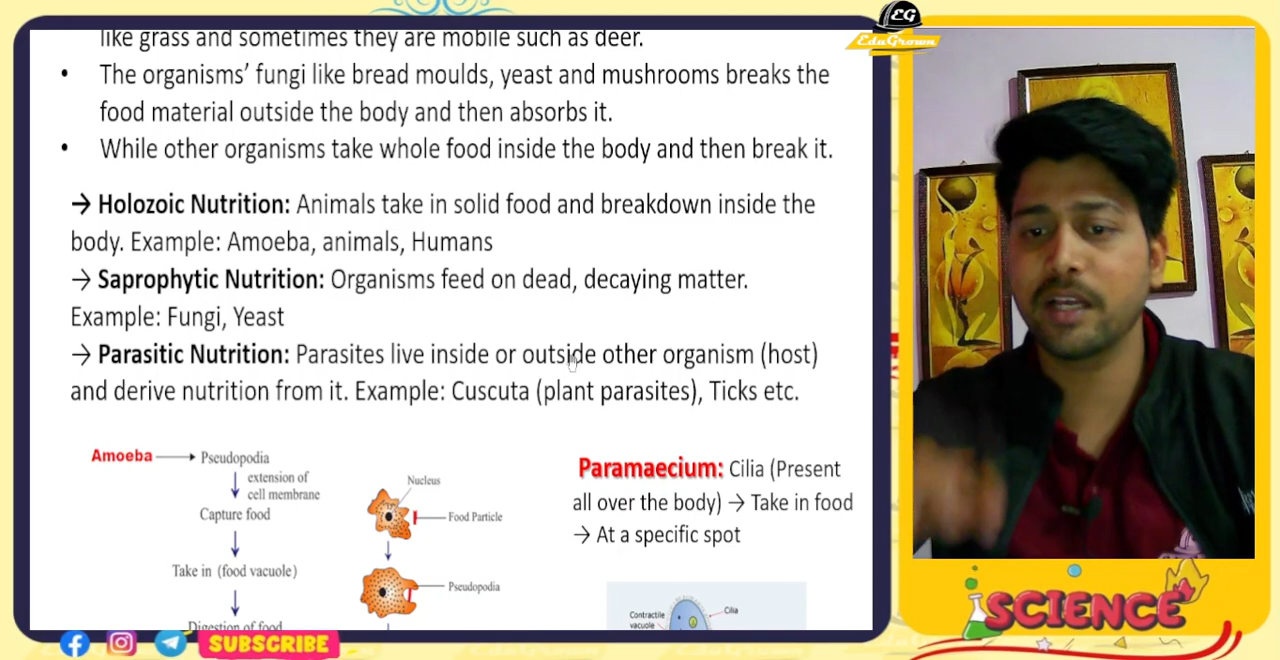 like grass and sometimes they are mobile such as deer.
• The organisms’ fungi like bread moulds, yeast and mushrooms breaks the
food material outside the body and then absorbs it.
• While other organisms take whole food inside the body and then break it.
→ Holozoic Nutrition: Animals take in solid food and breakdown inside the
body. Example: Amoeba, animals, Humans
→ Saprophytic Nutrition: Organisms feed on dead, decaying matter.
Example: Fungi, Yeast
→ Parasitic Nutrition: Parasites live inside or outside other organism (host)
and derive nutrition from it. Example: Cuscuta (plant parasites), Ticks etc.
Amoeba → Pseudopodia
extension of
cell membrane
Capture food
Take in (food vacuole)
Digestion of food
Nucleus
Food Particle
Pseudopodia
Paramaecium: Cilia (Present
all over the body) → Take in food
→ At a specific spot
Contractile
vacuole
Cilia
EG
EduGrown
SCIENCE
SUBSCRIBE